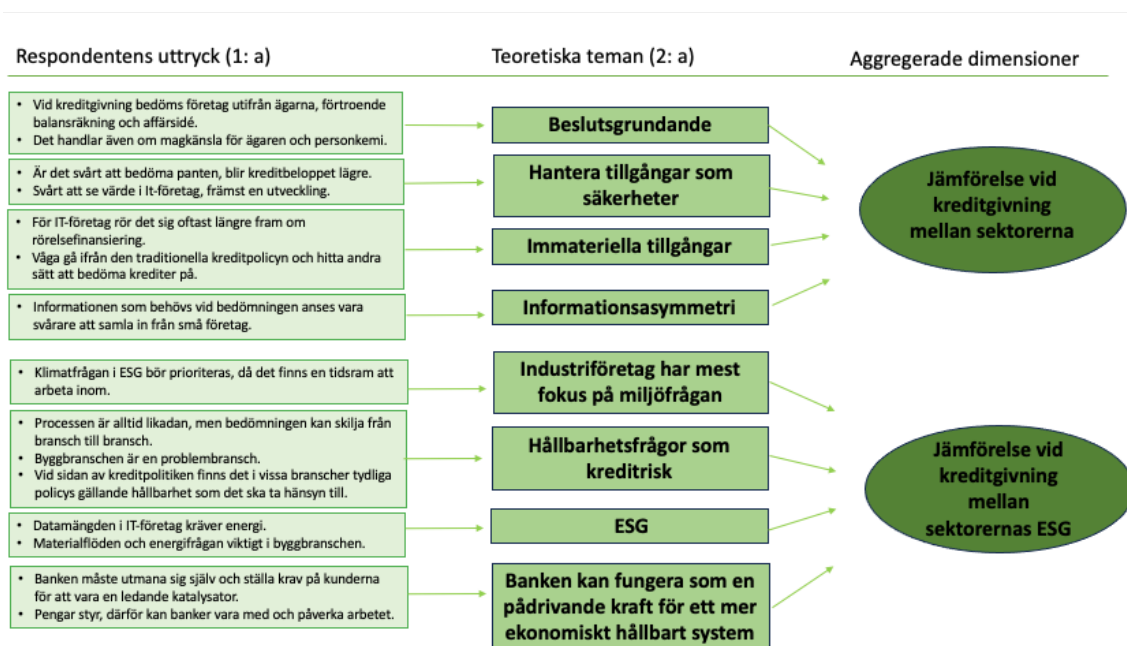 Respondentens uttryck (1: a)
Teoretiska teman (2: a)
Aggregerade dimensioner
• Vid kreditgivning bedöms företag utifrån ägarna, förtroende
balansräkning och affärsidé.
• Det handlar även om magkänsla för ägaren och personkemi.
Beslutsgrundande
• Är det svårt att bedöma panten, blir kreditbeloppet lägre.
• Svårt att se värde i It-företag, främst en utveckling.
Hantera tillgångar som
säkerheter
• För IT-företag rör det sig oftast längre fram om
rörelsefinansiering.
• Våga gå ifrån den traditionella kreditpolicyn och hitta andra
sätt att bedöma krediter på.
Immateriella tillgångar
• Informationen som behövs vid bedömningen anses vara
svårare att samla in från små företag.
Informationsasymmetri
Jämförelse vid
kreditgivning
mellan sektorerna
• Klimatfrågan i ESG bör prioriteras, då det finns en tidsram att
arbeta inom.
Industriföretag har mest
fokus på miljöfrågan
• Processen är alltid likadan, men bedömningen kan skilja från
bransch till bransch.
• Byggbranschen är en problembransch.
• Vid sidan av kreditpolitiken finns det i vissa branscher tydliga
policys gällande hållbarhet som det ska ta hänsyn till.
Hållbarhetsfrågor som
kreditrisk
• Datamängden i IT-företag kräver energi.
• Materialflöden och energifrågan viktigt i byggbranschen.
ESG
• Banken måste utmana sig själv och ställa krav på kunderna
för att vara en ledande katalysator.
• Pengar styr, därför kan banker vara med och påverka arbetet.
Banken kan fungera som en
pådrivande kraft för ett mer
ekonomiskt hållbart system
Jämförelse vid
kreditgivning
mellan
sektorernas ESG